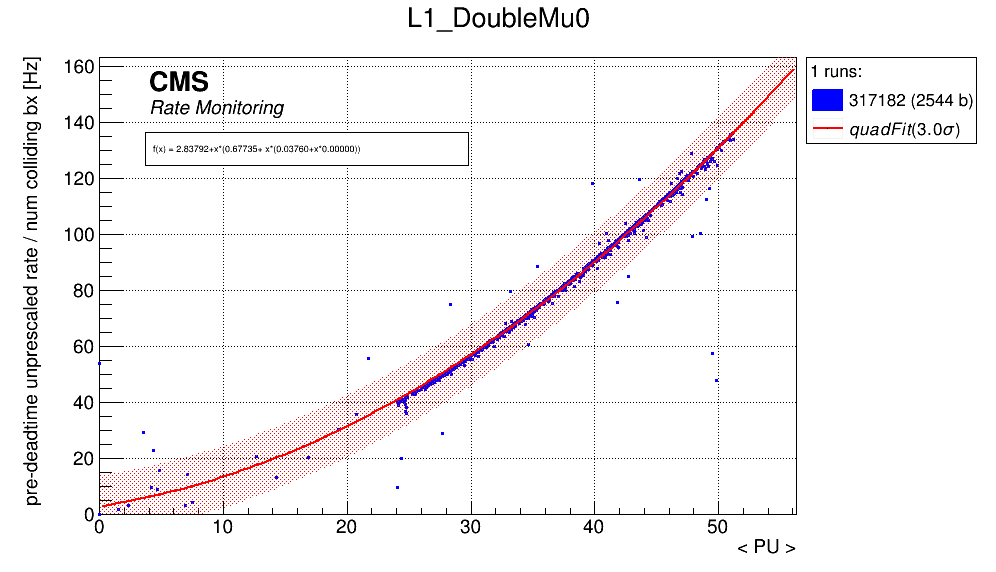 L1_DoubleMu0
pre-deadtime unprescaled rate / num colliding bx [Hz]
160
140
120
100
80
60
40
20
0
CMS
Rate Monitoring
f(x) = 2.83792+x*(0.67735+ x*(0.03760+x*0.00000))
0
10
20
30
40
50
< PU >
1 runs:
317182 (2544 b)
quadFit(3.0σ)